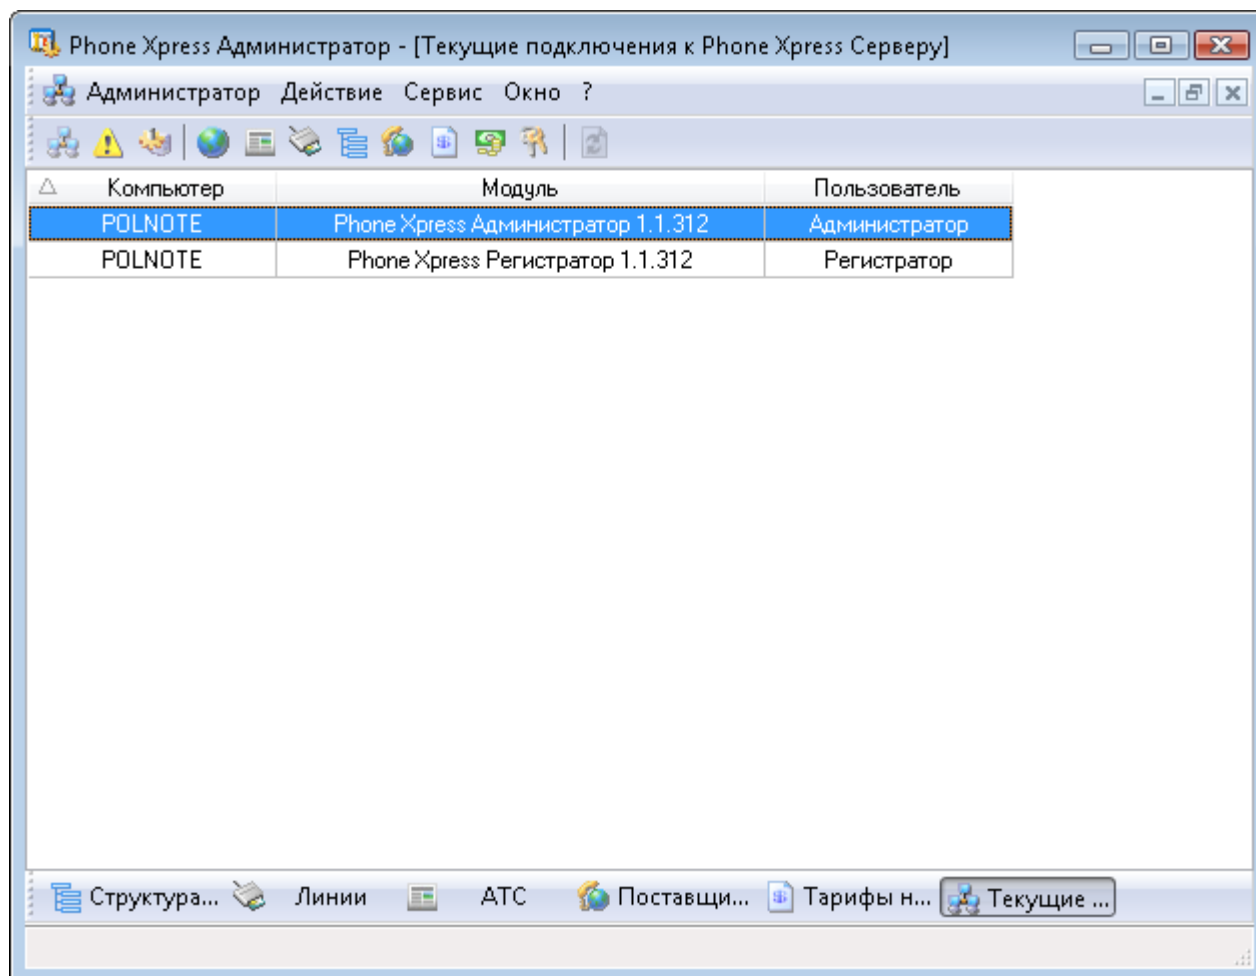 Phone Xpress Администратор - [Текущие подключения к Phone Xpress Серверу]
Администратор Действие Сервис Окно ?
Компьютер Модуль Пользователь
POLNOTE Phone Xpress Администратор 1.1.312 Администратор
POLNOTE Phone Xpress Регистратор 1.1.312 Регистратор
Структура... Линии АТС Поставщи... Тарифы н... Текущие ...